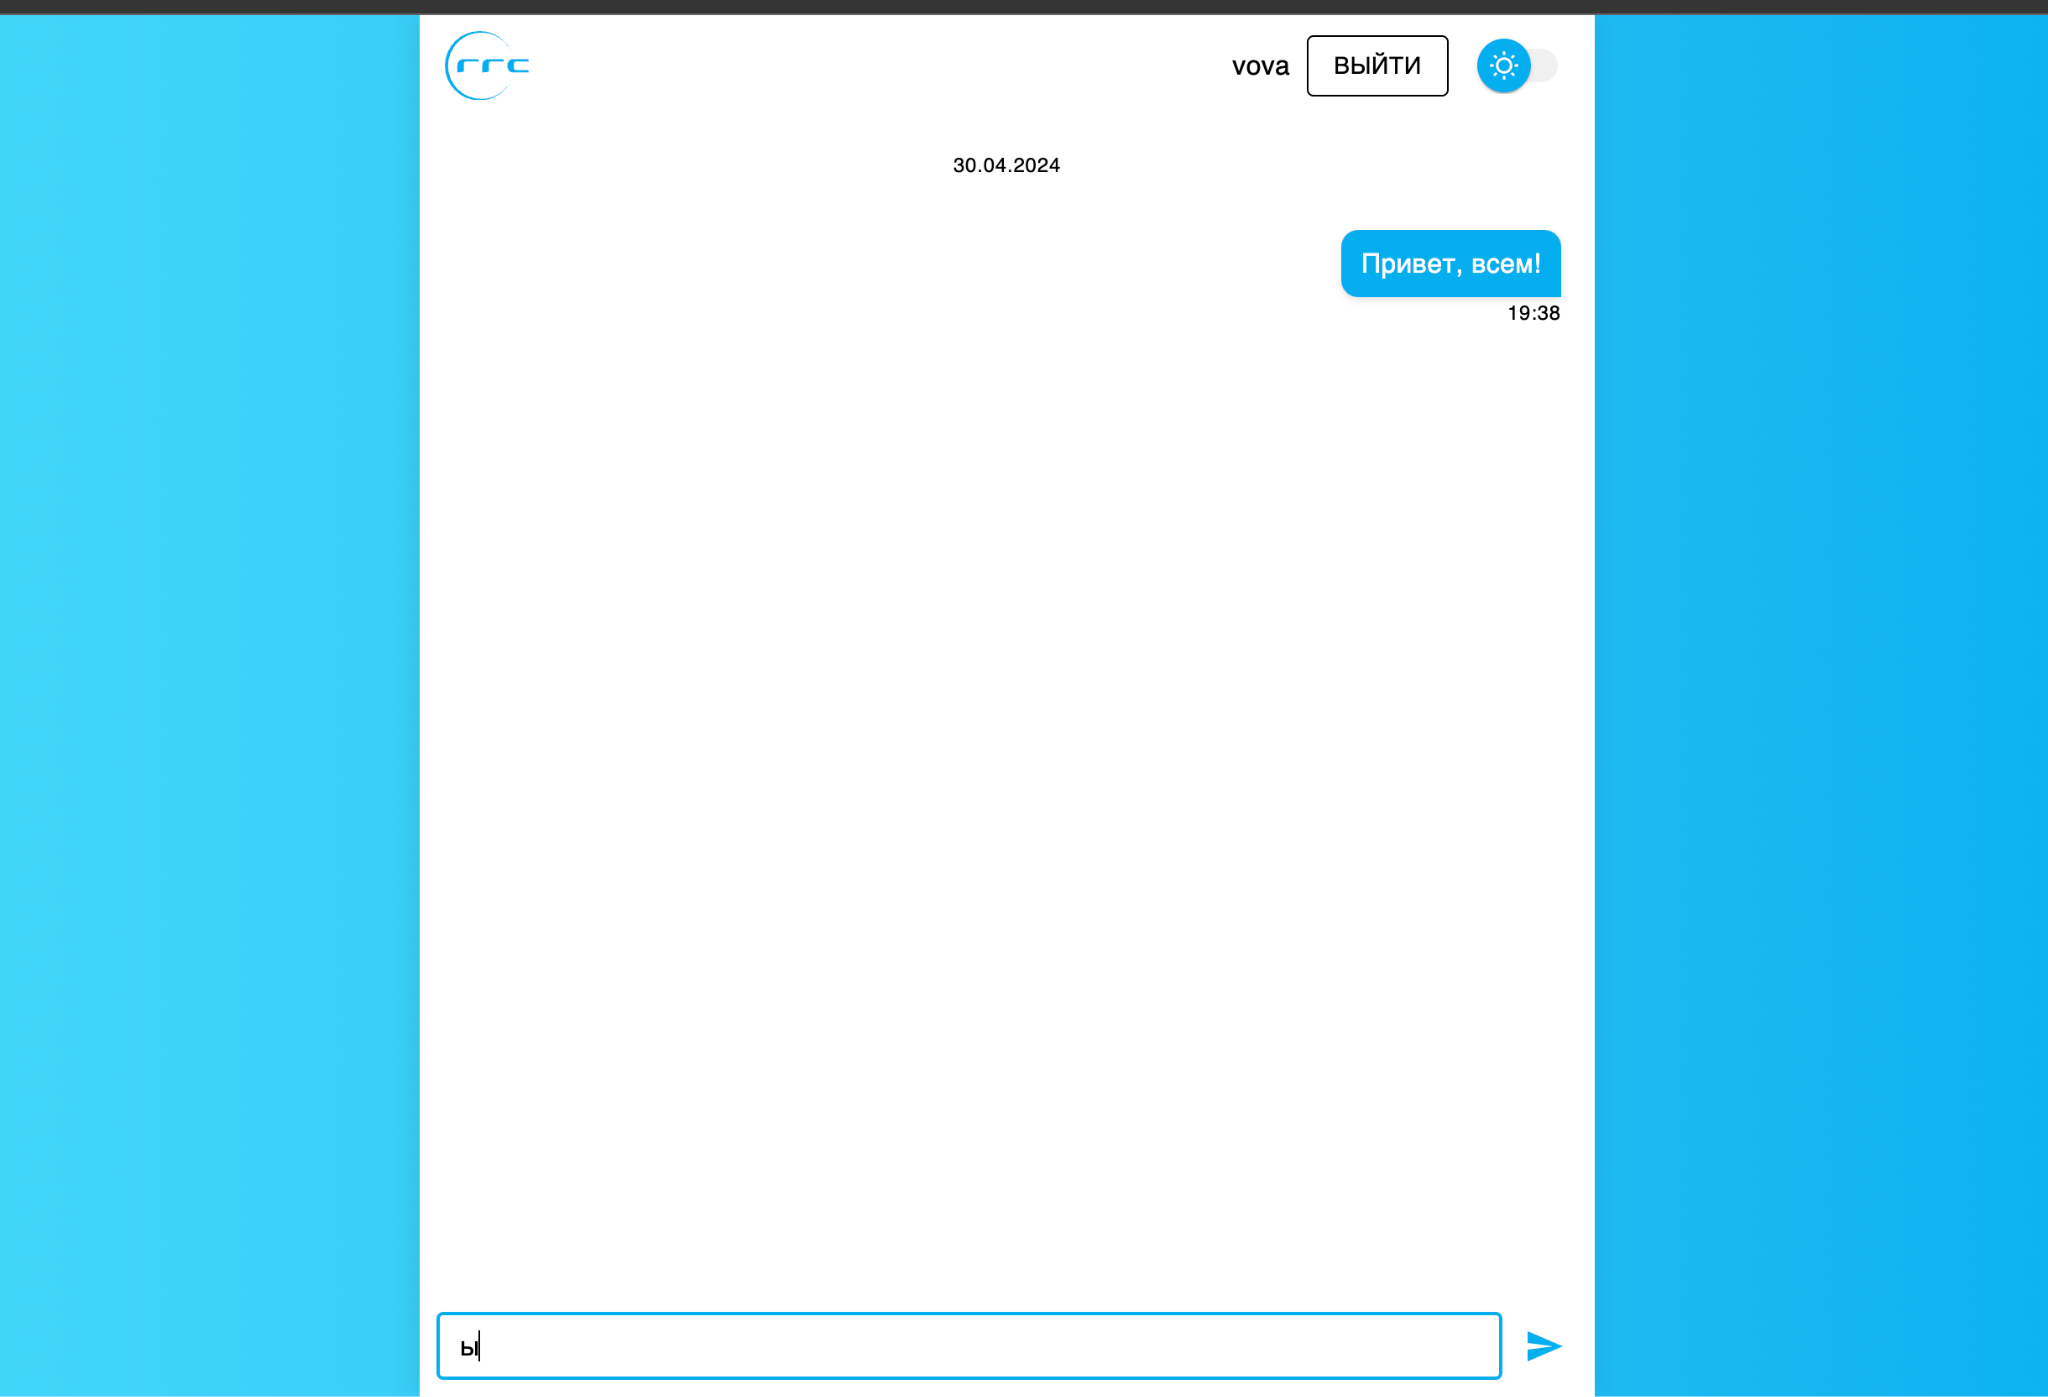 rrc
vova
ВЫЙТИ
30.04.2024
Привет, всем!
19:38
ы